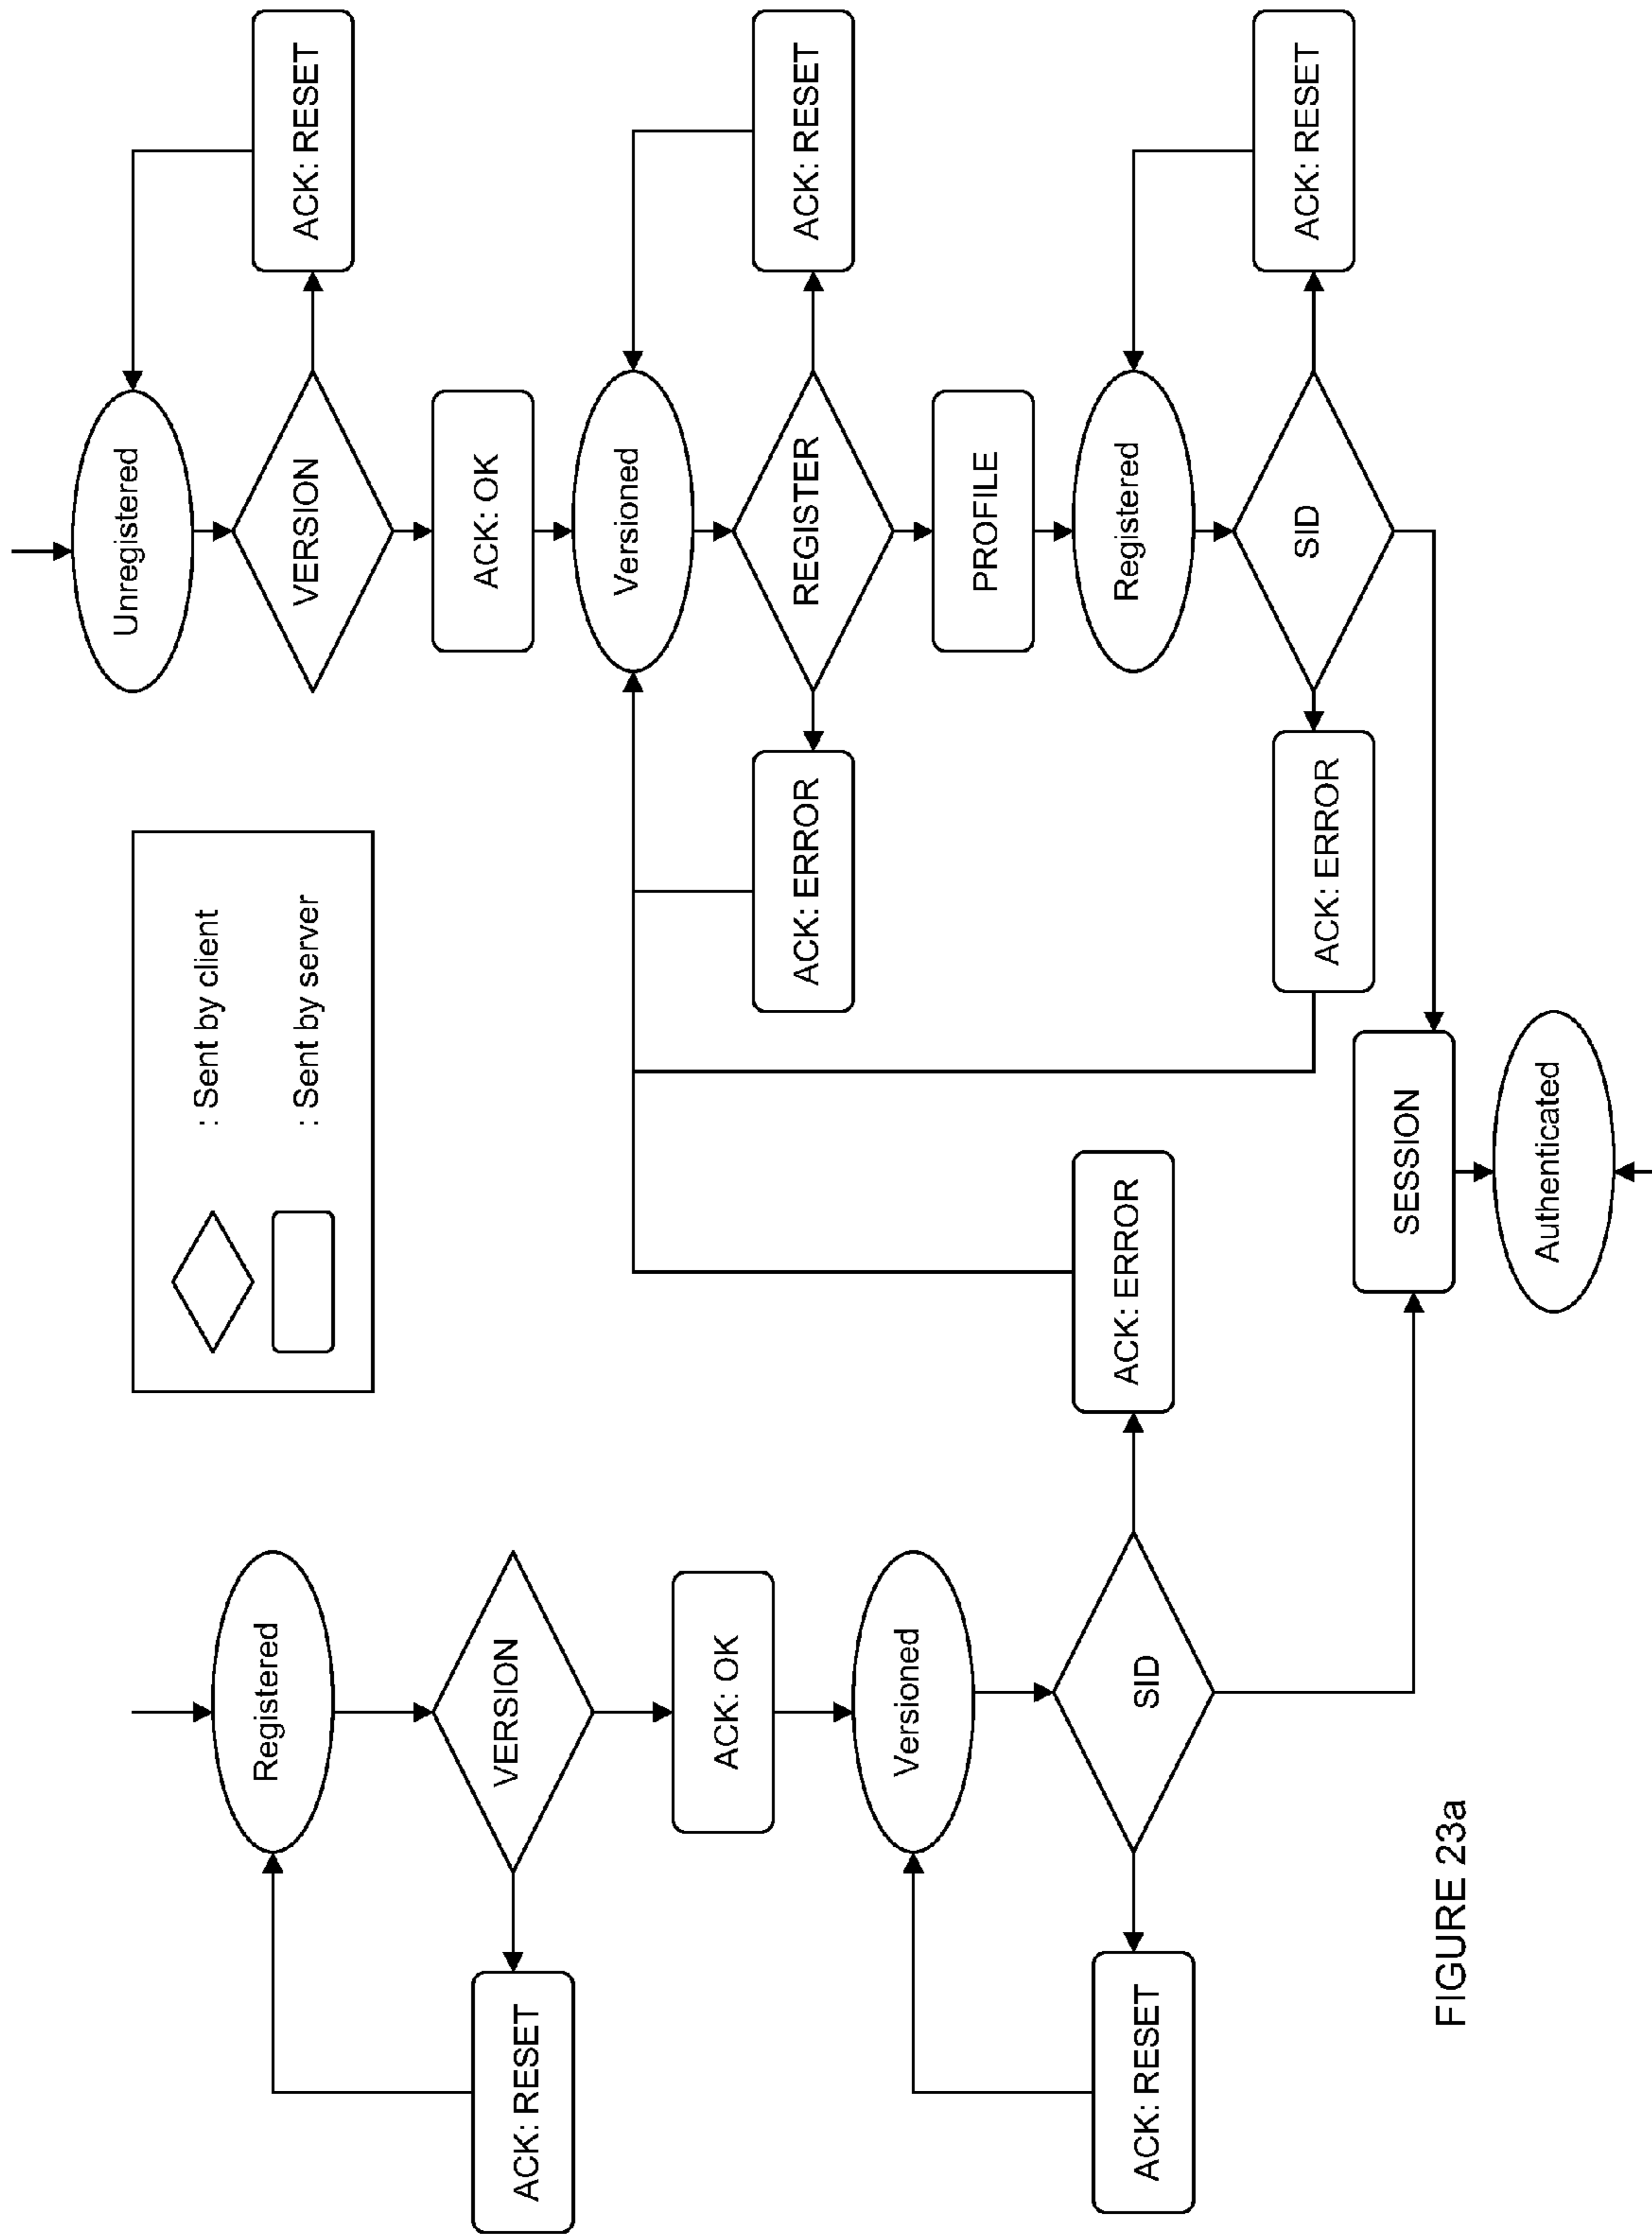 Unregistered
VERSION
ACK: RESET
ACK: OK
Versioned
REGISTER
ACK: RESET
ACK: ERROR
PROFILE
Registered
SID
ACK: RESET
ACK: ERROR
: Sent by client
: Sent by server
Registered
VERSION
ACK: RESET
ACK: OK
Versioned
SID
ACK: RESET
ACK: ERROR
SESSION
Authenticated
FIGURE 23a